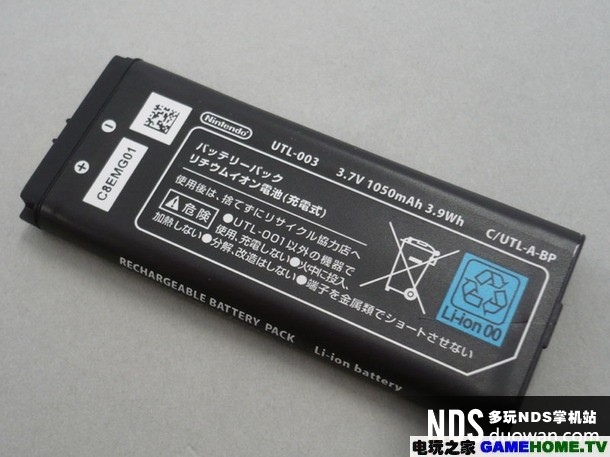 C8EMG01
Nintendo
UTL-003
3.7V 1050mAh 3.9Wh
C/UTL-A-BP
バッテリーパック
リチウムイオン電池(充電式)
使用後は、捨てずにリサイクル協力店へ
危険
●UTL-001以外の機器で
使用、充電しない●火中に投入、
加熱しない●分解、改造はしない
●端子を金属類でショートさせない
Li-ion 00
RECHARGEABLE BATTERY PACK
Li-ion battery
NDS 多玩NDS掌机站
duowan.com
电玩之家 GAMEHOME.TV